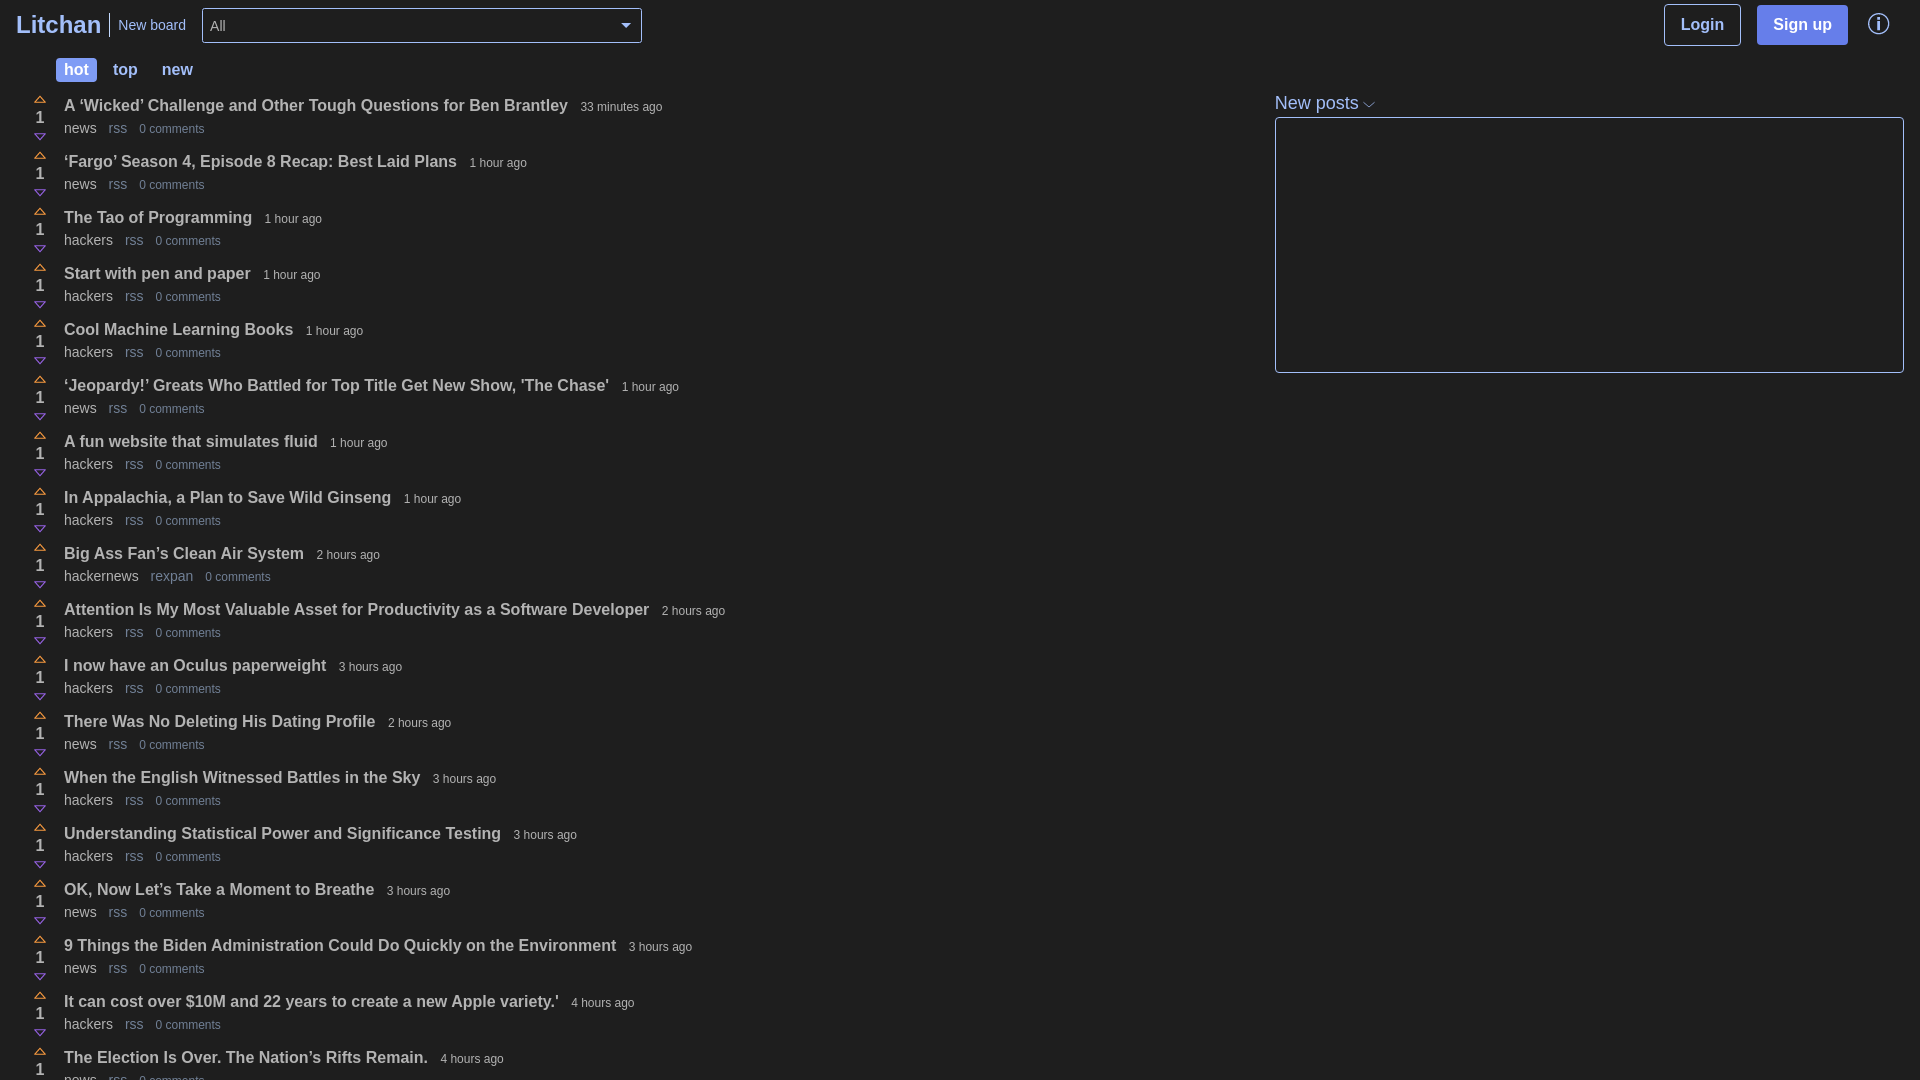 Litchan New board All Login Sign up
hot top new
A ‘Wicked’ Challenge and Other Tough Questions for Ben Brantley 33 minutes ago
1
news rss 0 comments
‘Fargo’ Season 4, Episode 8 Recap: Best Laid Plans 1 hour ago
1
news rss 0 comments
The Tao of Programming 1 hour ago
1
hackers rss 0 comments
Start with pen and paper 1 hour ago
1
hackers rss 0 comments
Cool Machine Learning Books 1 hour ago
1
hackers rss 0 comments
‘Jeopardy!’ Greats Who Battled for Top Title Get New Show, 'The Chase' 1 hour ago
1
news rss 0 comments
A fun website that simulates fluid 1 hour ago
1
hackers rss 0 comments
In Appalachia, a Plan to Save Wild Ginseng 1 hour ago
1
hackers rss 0 comments
Big Ass Fan’s Clean Air System 2 hours ago
1
hackernews rexpan 0 comments
Attention Is My Most Valuable Asset for Productivity as a Software Developer 2 hours ago
1
hackers rss 0 comments
I now have an Oculus paperweight 3 hours ago
1
hackers rss 0 comments
There Was No Deleting His Dating Profile 2 hours ago
1
news rss 0 comments
When the English Witnessed Battles in the Sky 3 hours ago
1
hackers rss 0 comments
Understanding Statistical Power and Significance Testing 3 hours ago
1
hackers rss 0 comments
OK, Now Let’s Take a Moment to Breathe 3 hours ago
1
news rss 0 comments
9 Things the Biden Administration Could Do Quickly on the Environment 3 hours ago
1
news rss 0 comments
It can cost over $10M and 22 years to create a new Apple variety.' 4 hours ago
1
hackers rss 0 comments
The Election Is Over. The Nation’s Rifts Remain. 4 hours ago
1
news rss 0 comments
New posts